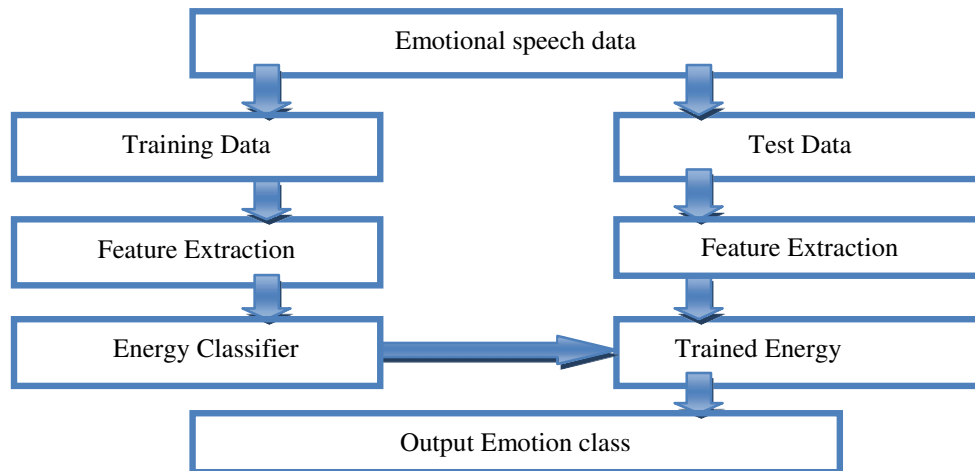 Emotional speech data
Training Data
Test Data
Feature Extraction
Feature Extraction
Energy Classifier
Trained Energy
Output Emotion class